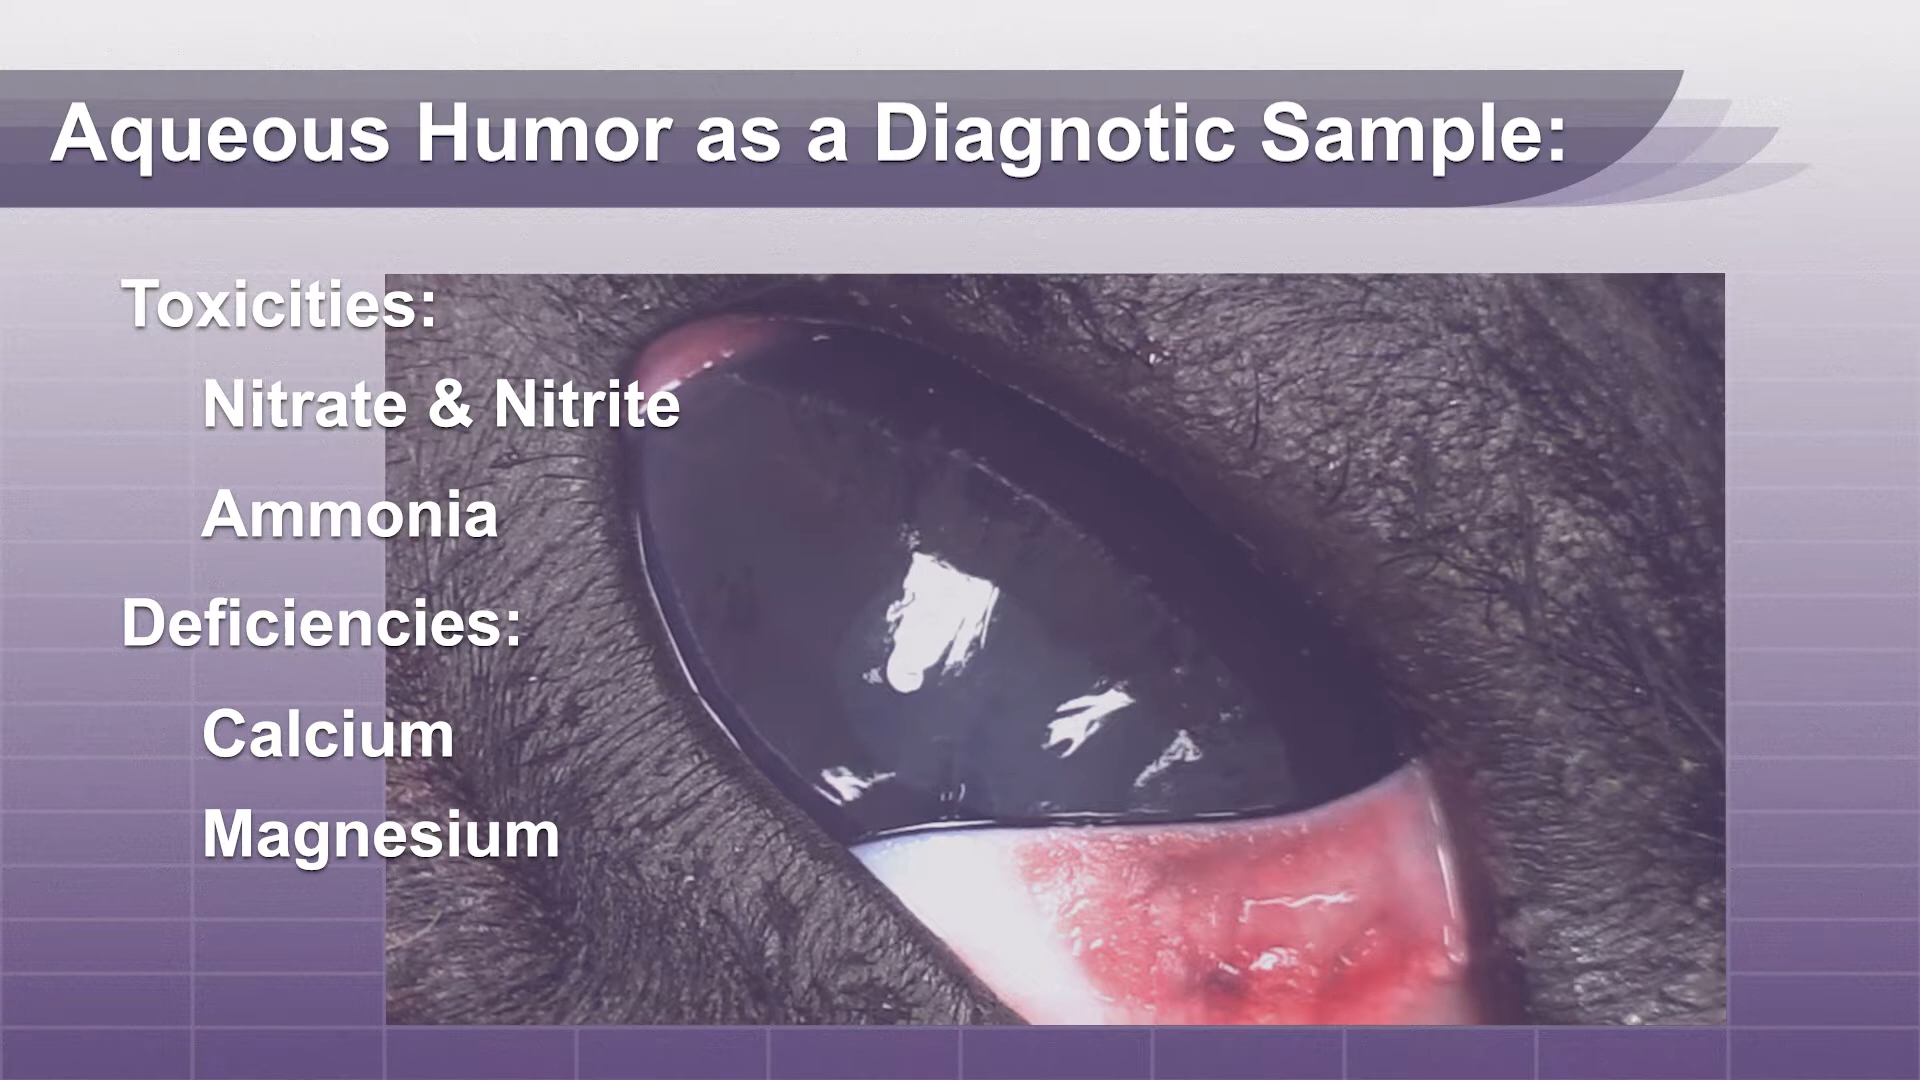 Aqueous Humor as a Diagnotic Sample:
Toxicities:
Nitrate & Nitrite
Ammonia
Deficiencies:
Calcium
Magnesium